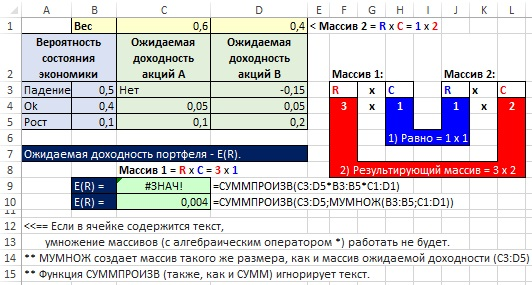 A B C D E F G H I J K L
1 Вес 0,6 0,4 < Массив 2 = R x C = 1 x 2
2 Вероятность состояния экономики Ожидаемая доходность акций A Ожидаемая доходность акций B Массив 1: Массив 2:
3 Падение 0,5 Нет -0,15 R x C R x C
4 Ok 0,4 0,05 0,05 3 x 1 1 x 2
5 Рост 0,1 0,1 0,2
6 1) Равно = 1 x 1
7 Ожидаемая доходность портфеля - E(R).
8 Массив 1 = R x C = 3 x 1 2) Результирующий массив = 3 x 2
9 E(R) = #ЗНАЧ! =СУММПРОИЗВ(C3:D5*B3:B5*C1:D1)
10 E(R) = 0,004 =СУММПРОИЗВ(C3:D5;МУМНОЖ(B3:B5;C1:D1))
11
12 <<== Если в ячейке содержится текст,
13 умножение массивов (с алгебраическим оператором *) работать не будет.
14 ** МУМНОЖ создает массив такого же размера, как и массив ожидаемой доходности (C3:D5)
15 ** Функция СУММПРОИЗВ (также, как и СУММ) игнорирует текст.